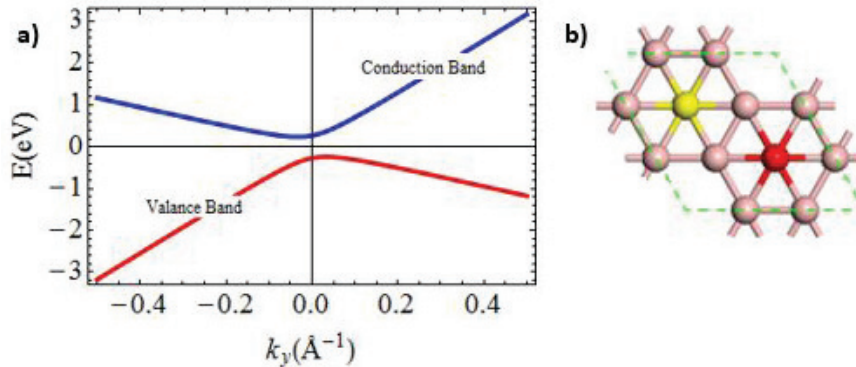 a)
b)
3
2
1
0
−1
−2
−3
E(eV)
Conduction Band
Valance Band
−0.4 −0.2 0.0 0.2 0.4
k_y(Å⁻¹)